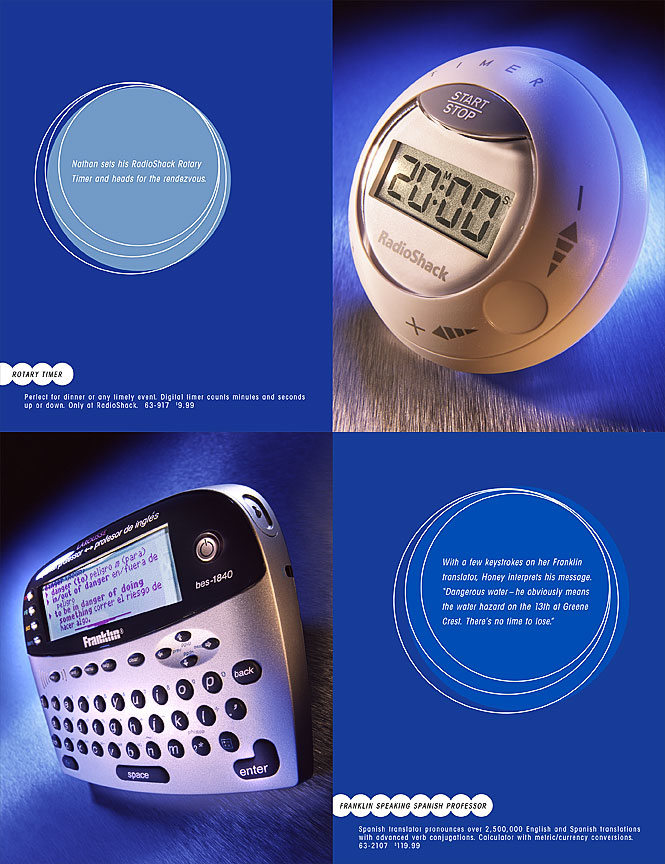 Nathan sets his RadioShack Rotary
Timer and heads for the rendezvous.
ROTARY TIMER
Perfect for dinner or any timely event. Digital timer counts minutes and seconds
up or down. Only at RadioShack. 63-917 $9.99
TIMER
START
STOP
20:00 S
RadioShack
LAROUSSE
professor ↔ profesor de inglés
danger (to) peligro m (para)
in/out of danger en/fuera de
peligro
to be in danger of doing
something correr el riesgo de
hacer algo.
Franklin®
bes-1840
y u i o p back
g h j k l
b n m
space
enter
With a few keystrokes on her Franklin
translator, Honey interprets his message.
"Dangerous water – he obviously means
the water hazard on the 13th at Greene
Crest. There's no time to lose."
FRANKLIN SPEAKING SPANISH PROFESSOR
Spanish translator pronounces over 2,500,000 English and Spanish translations
with advanced verb conjugations. Calculator with metric/currency conversions.
63-2107 $119.99